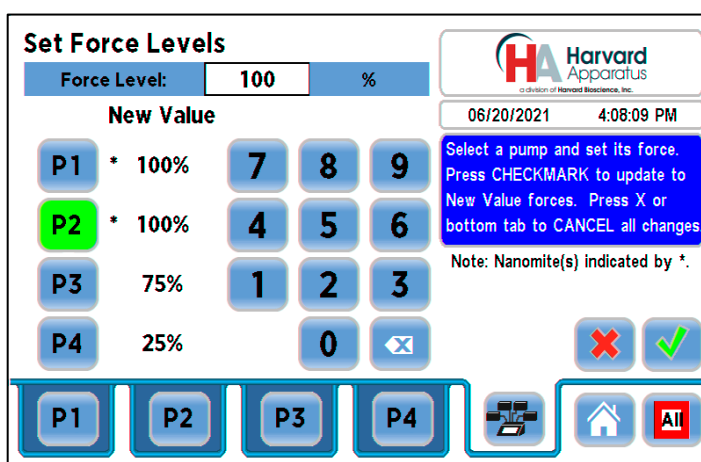 Set Force Levels
Force Level: 100 %
New Value
P1 * 100%
P2 * 100%
P3 75%
P4 25%
7 8 9
4 5 6
1 2 3
0
HA Harvard
Apparatus
a division of Harvard Bioscience, Inc.
06/20/2021 4:08:09 PM
Select a pump and set its force.
Press CHECKMARK to update to
New Value forces. Press X or
bottom tab to CANCEL all changes.
Note: Nanomite(s) indicated by *.
P1 P2 P3 P4 All